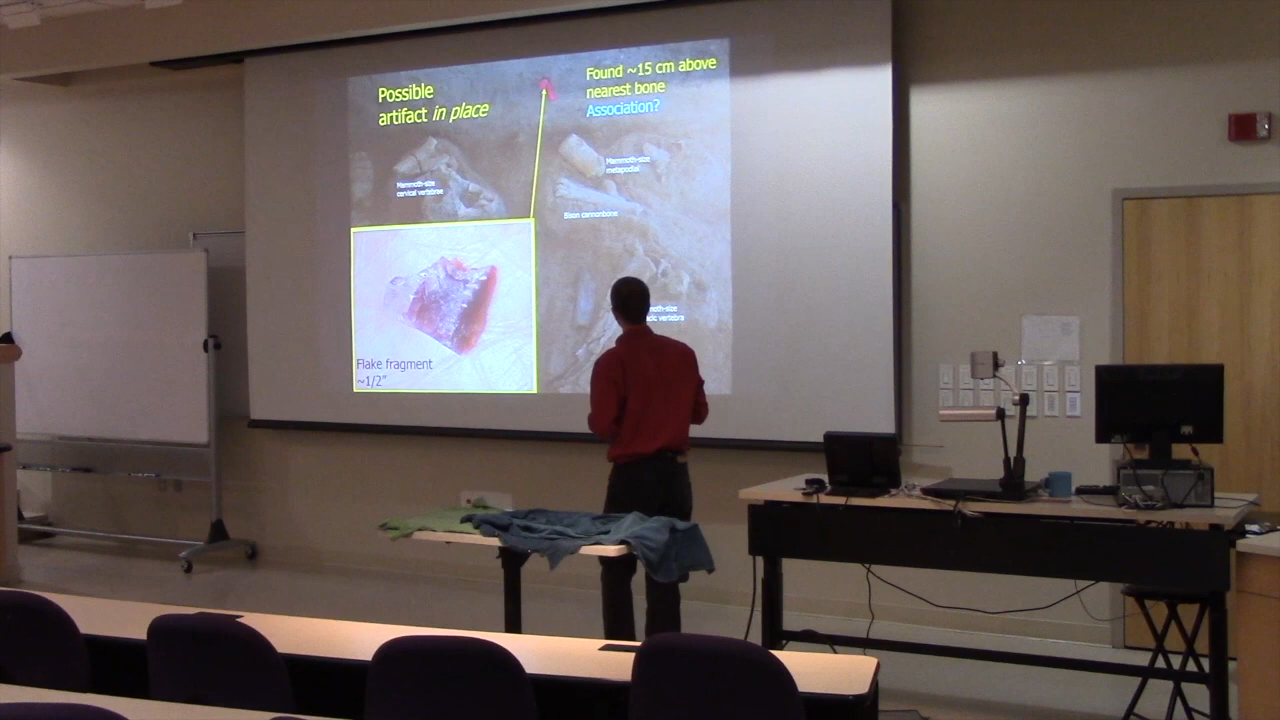 Possible
artifact in place
Found ~15 cm above
nearest bone
Association?
Mammoth-size
cervical vertebrae
Mammoth-size
metapodial
Bison cannonbone
vertebra
Flake fragment
~1/2"